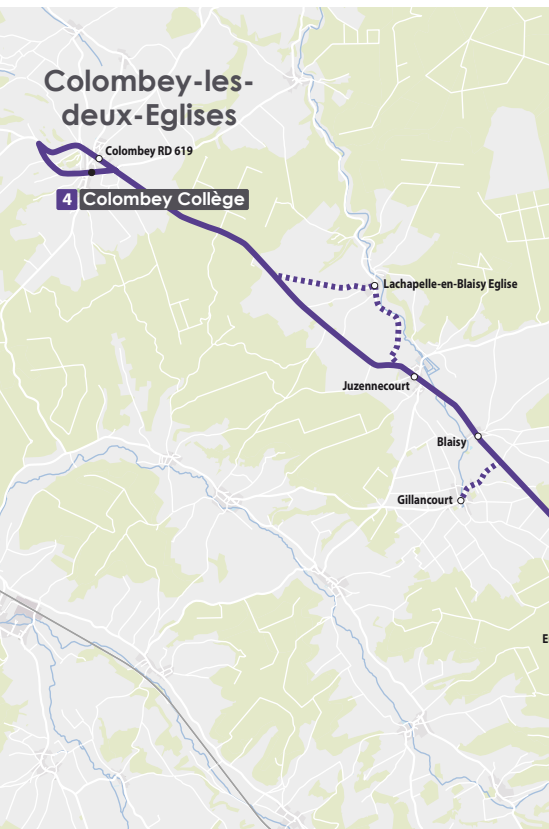 Colombey-les-
deux-Eglises
Colombey RD 619
4 Colombey Collège
Lachapelle-en-Blaisy Eglise
Juzennecourt
Blaisy
Gillancourt